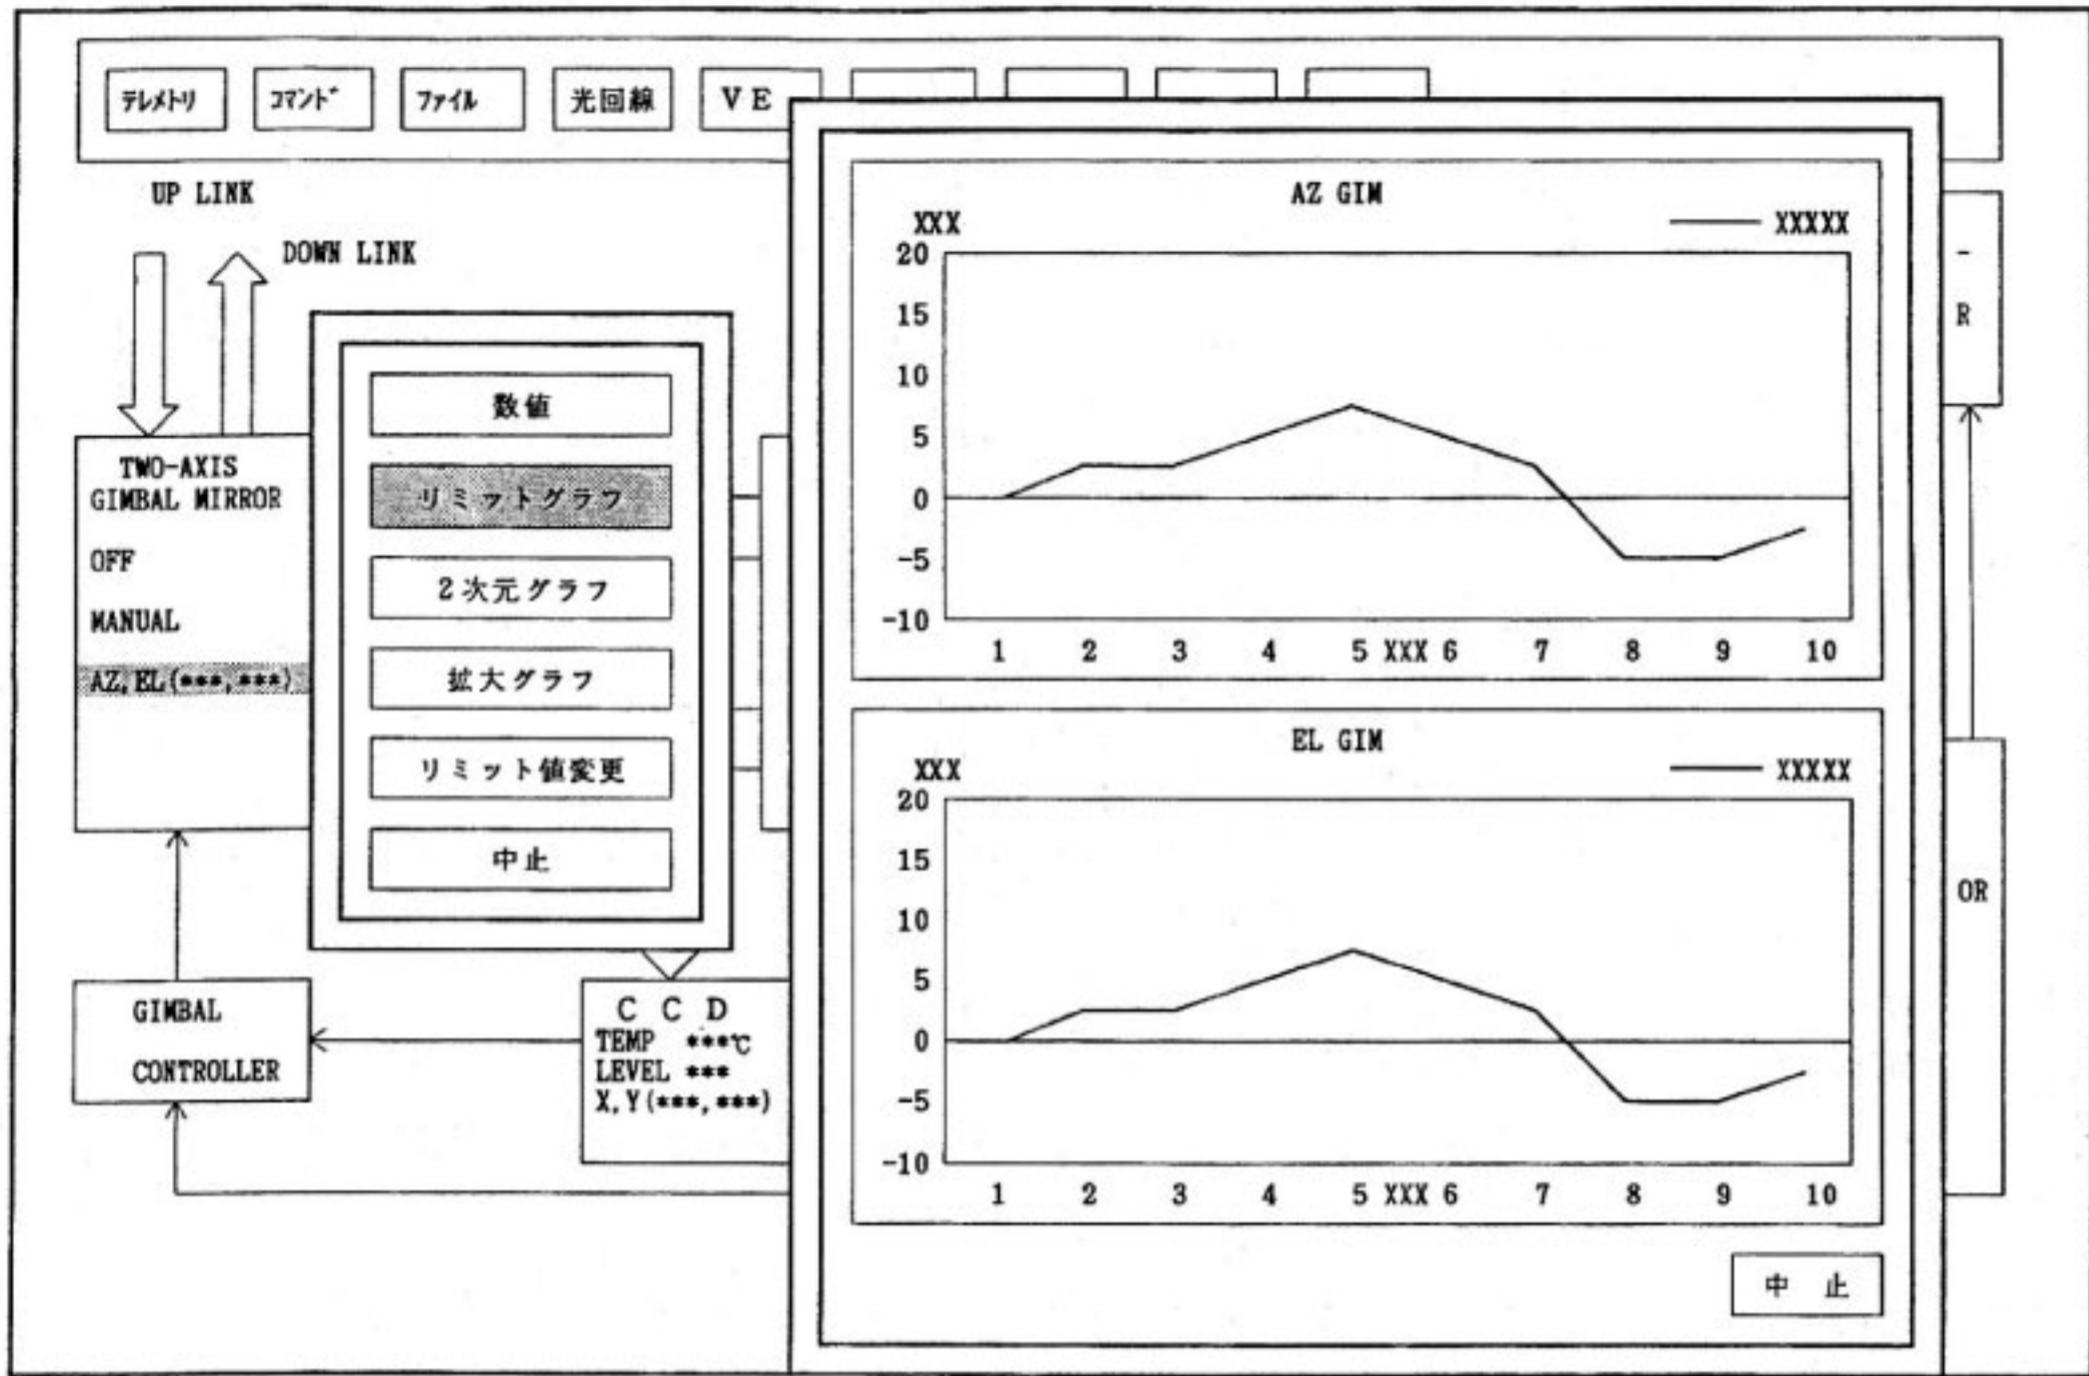 テレメトリ コマンド ファイル 光回線 VE
UP LINK
DOWN LINK
TWO-AXIS
GIMBAL MIRROR
OFF
MANUAL
AZ,EL(***,***)
数値
リミットグラフ
2次元グラフ
拡大グラフ
リミット値変更
中止
GIMBAL
CONTROLLER
C C D
TEMP ***℃
LEVEL ***
X,Y(***,***)
AZ GIM
XXX XXXXX
20
15
10
5
0
-5
-10
1 2 3 4 5 XXX 6 7 8 9 10
EL GIM
XXX XXXXX
20
15
10
5
0
-5
-10
1 2 3 4 5 XXX 6 7 8 9 10
中 止
-
R
OR